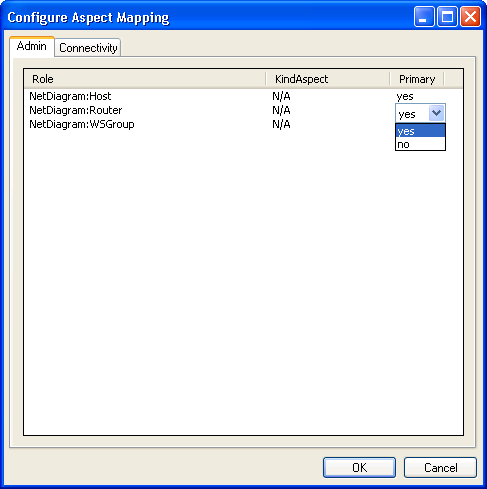 Configure Aspect Mapping
Admin Connectivity
Role KindAspect Primary
NetDiagram:Host N/A yes
NetDiagram:Router N/A yes
NetDiagram:WSGroup N/A yes
no
OK Cancel